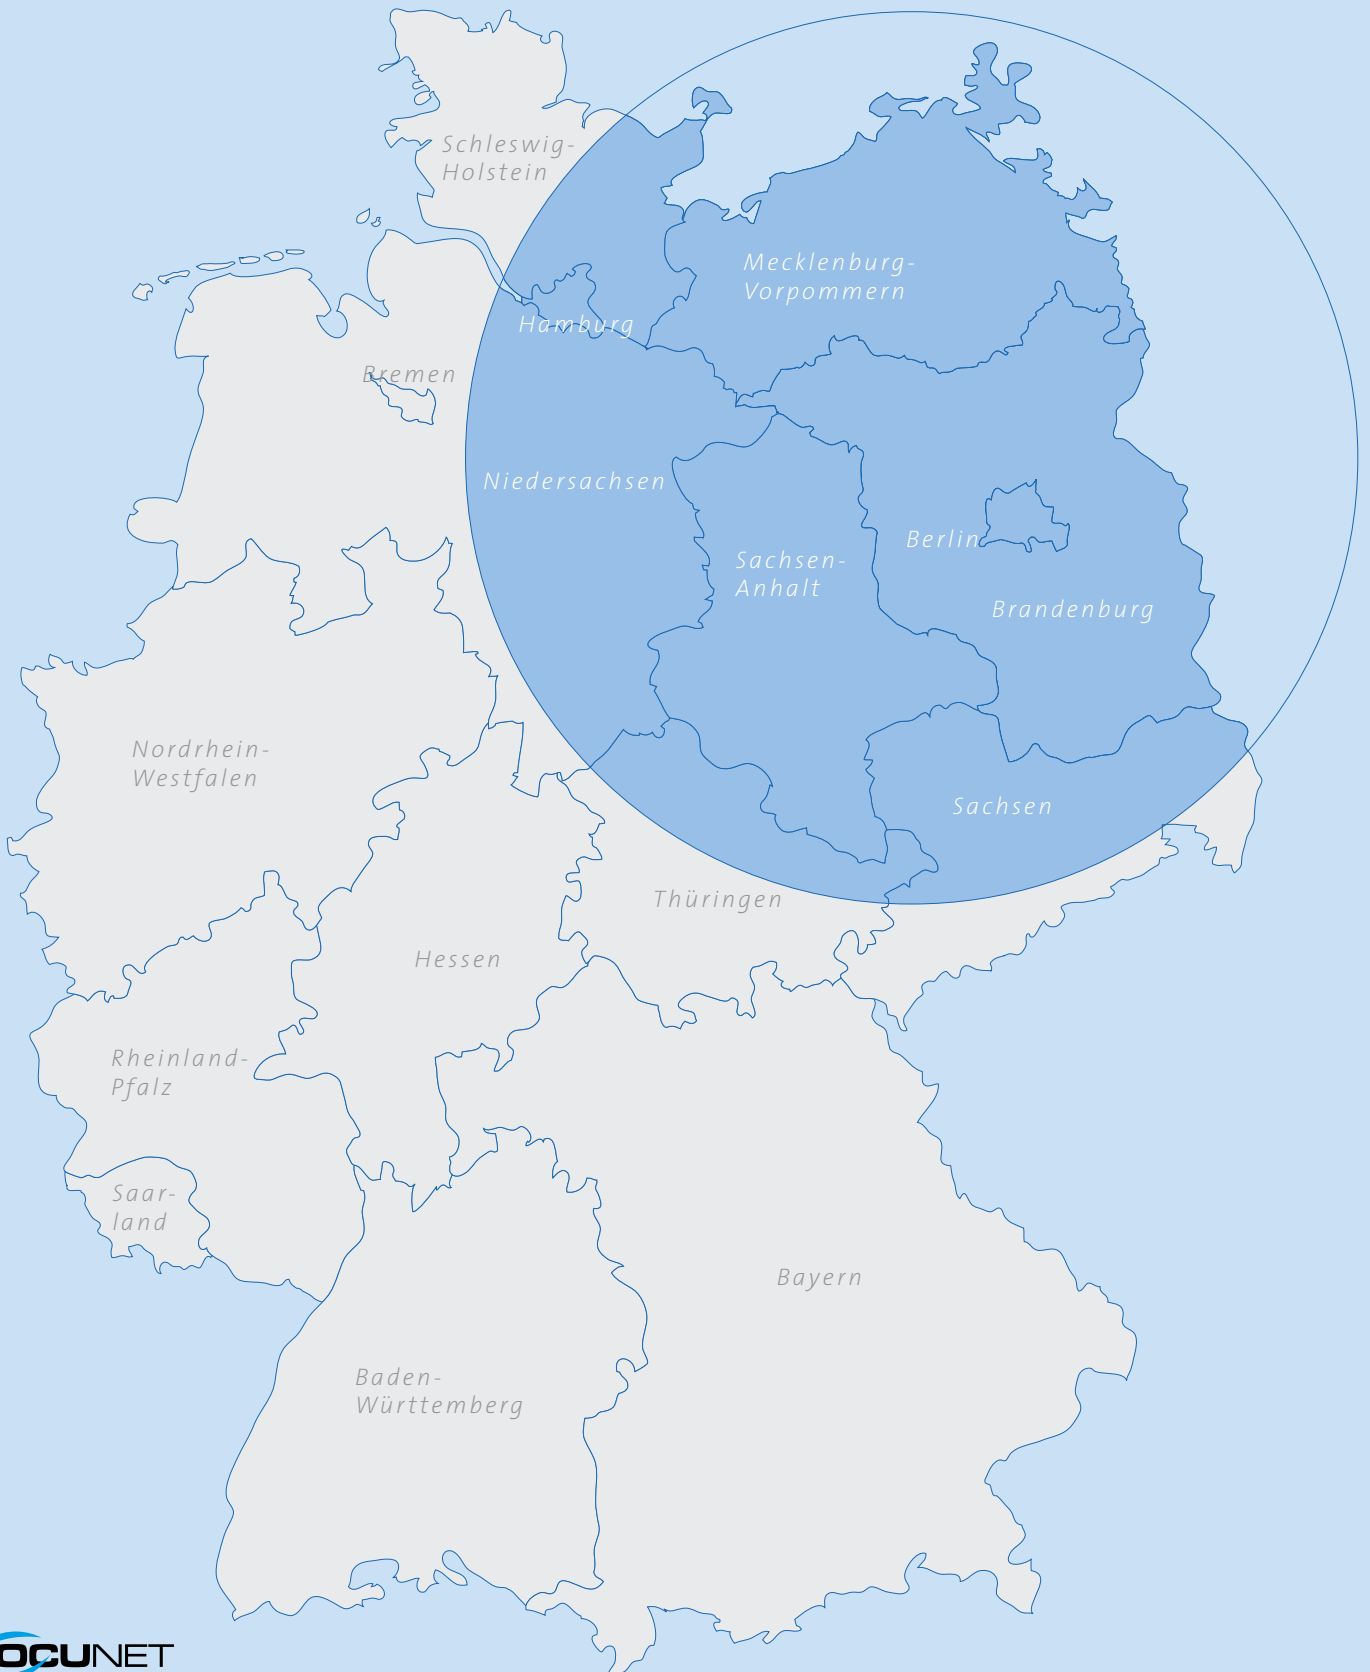 Schleswig-
Holstein
Mecklenburg-
Vorpommern
Hamburg
Bremen
Niedersachsen
Berlin
Sachsen-
Anhalt
Brandenburg
Nordrhein-
Westfalen
Sachsen
Thüringen
Hessen
Rheinland-
Pfalz
Saar-
land
Bayern
Baden-
Württemberg
OCUNET